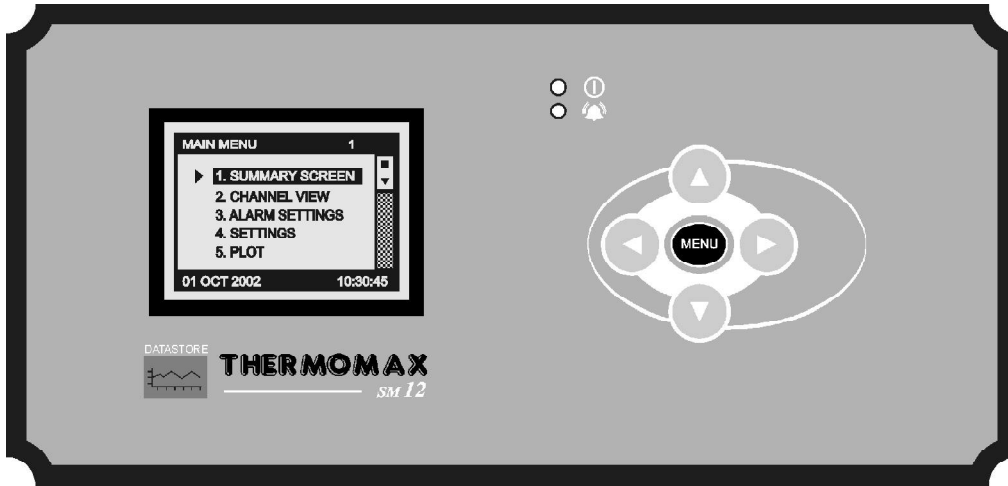 MAIN MENU 1
1. SUMMARY SCREEN
2. CHANNEL VIEW
3. ALARM SETTINGS
4. SETTINGS
5. PLOT
01 OCT 2002 10:30:45
MENU
DATASTORE
THERMOMAX
SM 12